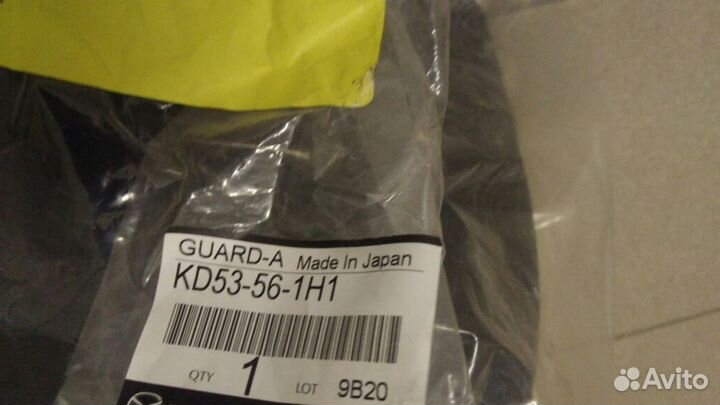 GUARD-A Made In Japan
KD53-56-1H1
QTY 1 LOT 9B20
Avito